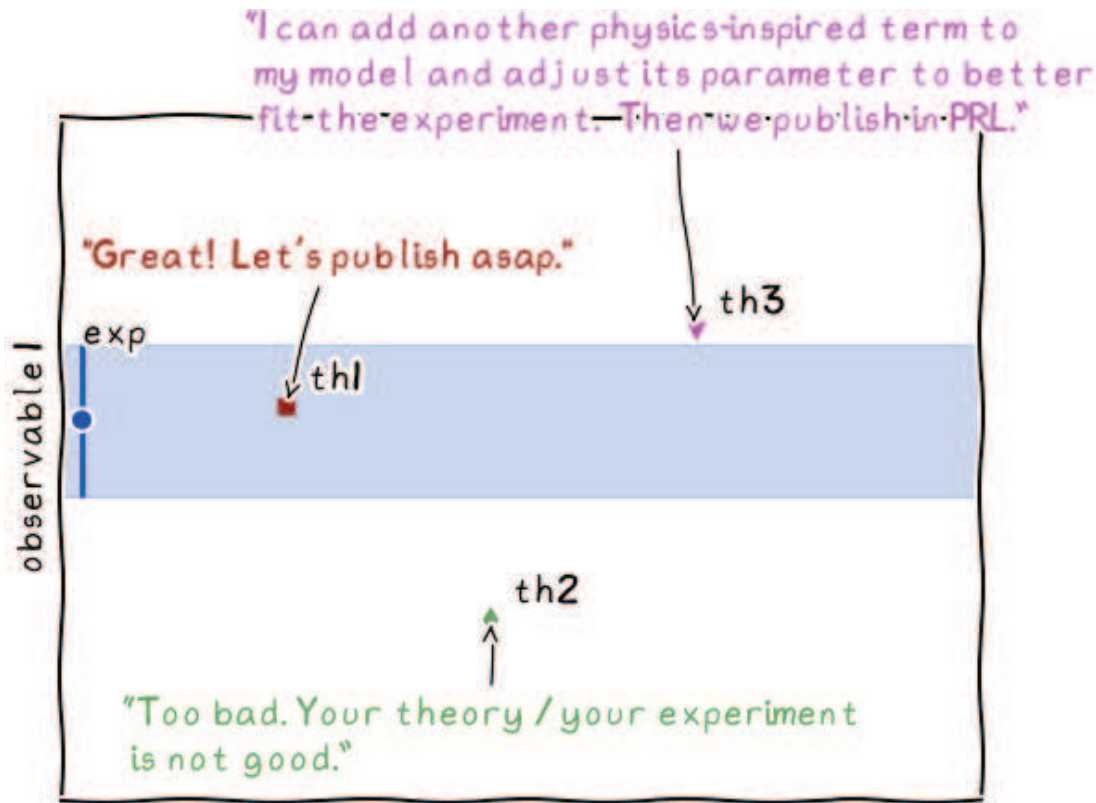 "I can add another physics-inspired term to
my model and adjust its parameter to better
fit the experiment. Then we publish in PRL."
"Great! Let's publish asap."
th3
exp
th1
observable1
th2
"Too bad. Your theory / your experiment
is not good."